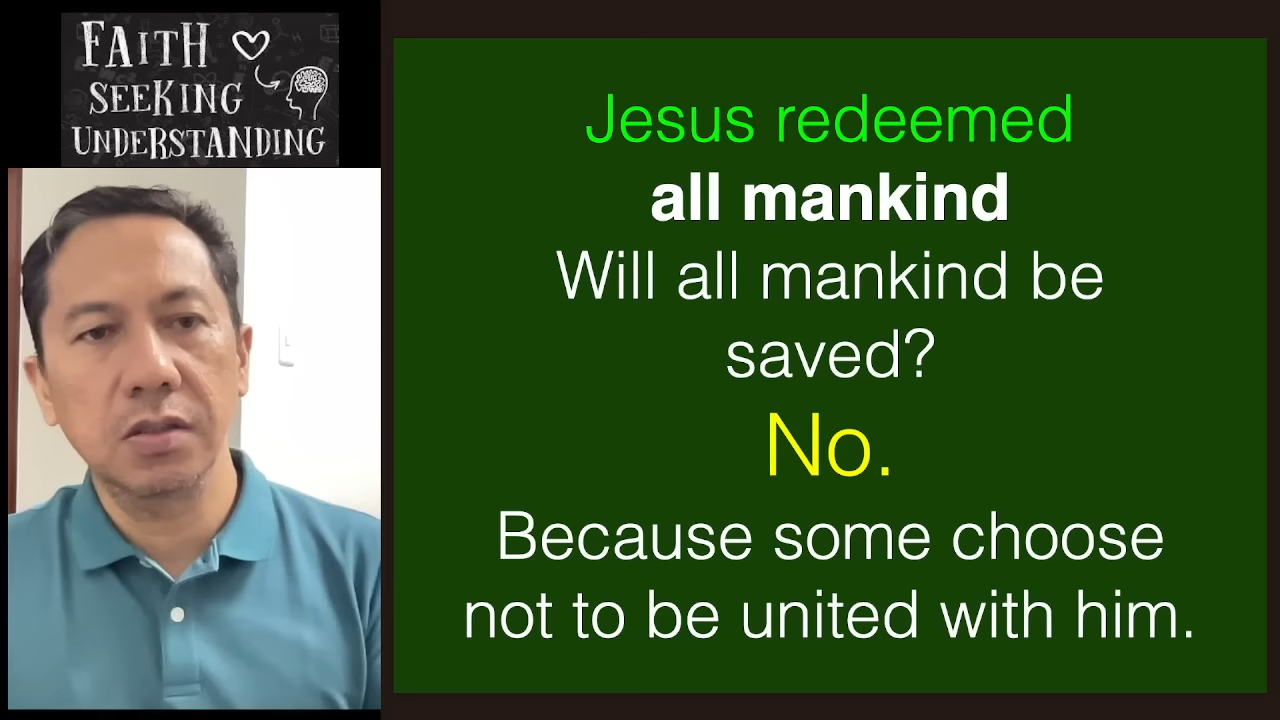 FAITH
SEEKING
UNDERSTANDING
Jesus redeemed
all mankind
Will all mankind be
saved?
No.
Because some choose
not to be united with him.